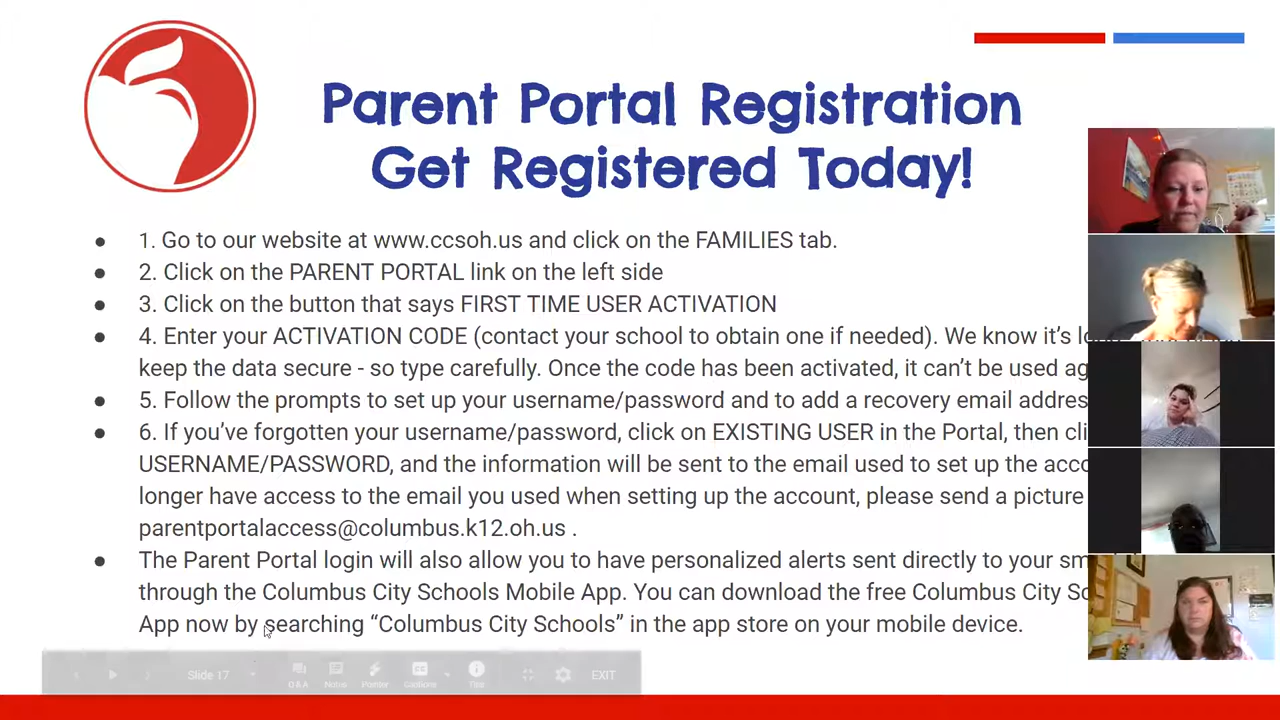 Parent Portal Registration
Get Registered Today!
● 1. Go to our website at www.ccsoh.us and click on the FAMILIES tab.
● 2. Click on the PARENT PORTAL link on the left side
● 3. Click on the button that says FIRST TIME USER ACTIVATION
● 4. Enter your ACTIVATION CODE (contact your school to obtain one if needed). We know it's
keep the data secure - so type carefully. Once the code has been activated, it can't be used
● 5. Follow the prompts to set up your username/password and to add a recovery email
● 6. If you've forgotten your username/password, click on EXISTING USER in the Portal, then
USERNAME/PASSWORD, and the information will be sent to the email used to set up the
longer have access to the email you used when setting up the account, please send a picture
parentportalaccess@columbus.k12.oh.us .
● The Parent Portal login will also allow you to have personalized alerts sent directly to your
through the Columbus City Schools Mobile App. You can download the free Columbus City
App now by searching “Columbus City Schools” in the app store on your mobile device.
Slide 17 Q&A Notes Pointer Captions Tips EXIT